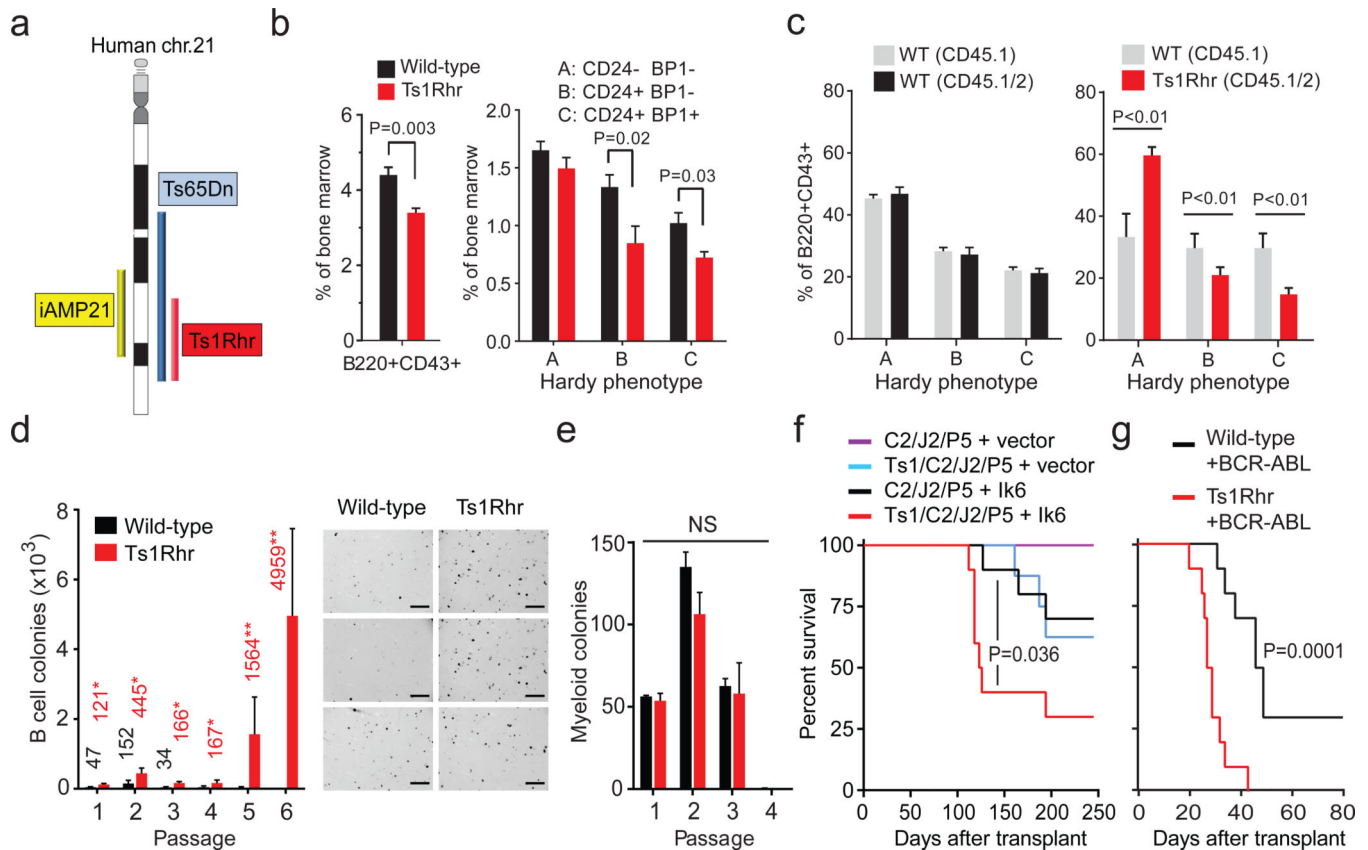 a
Human chr.21
Ts65Dn
iAMP21
Ts1Rhr
b
Wild-type
Ts1Rhr
P=0.003
% of bone marrow
6
4
2
0
B220+CD43+
A: CD24- BP1-
B: CD24+ BP1-
C: CD24+ BP1+
P=0.02
P=0.03
% of bone marrow
2.0
1.5
1.0
0.5
0.0
A B C
Hardy phenotype
c
WT (CD45.1)
WT (CD45.1/2)
% of B220+CD43+
80
60
40
20
0
A B C
Hardy phenotype
WT (CD45.1)
Ts1Rhr (CD45.1/2)
P<0.01
P<0.01
P<0.01
80
60
40
20
0
A B C
Hardy phenotype
d
Wild-type
Ts1Rhr
B cell colonies (x10³)
8
6
4
2
0
47
121*
152
445*
34
166*
167*
1564**
4959**
1 2 3 4 5 6
Passage
Wild-type Ts1Rhr
e
NS
Myeloid colonies
150
100
50
0
1 2 3 4
Passage
f
C2/J2/P5 + vector
Ts1/C2/J2/P5 + vector
C2/J2/P5 + Ik6
Ts1/C2/J2/P5 + Ik6
Percent survival
100
75
50
25
0
P=0.036
0 50 100 150 200 250
Days after transplant
g
Wild-type
+BCR-ABL
Ts1Rhr
+BCR-ABL
P=0.0001
0 20 40 60 80
Days after transplant